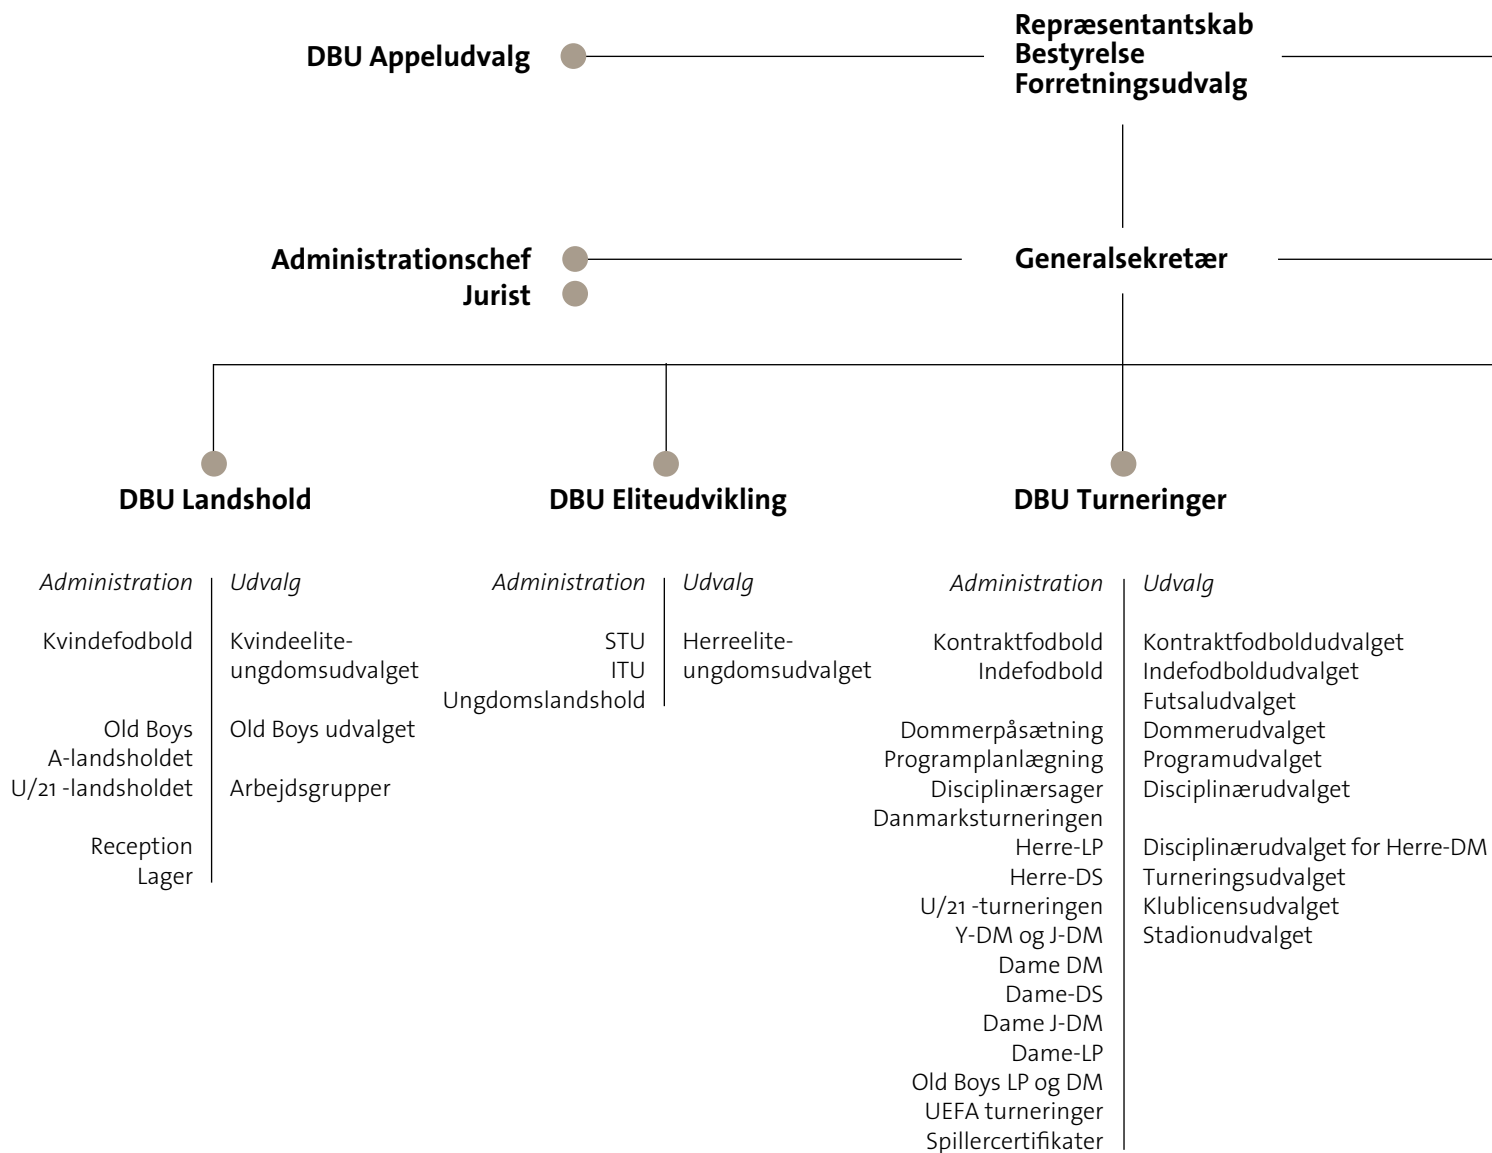 DBU Appeludvalg
Repræsentantskab
Bestyrelse
Forretningsudvalg
Administrationschef
Jurist
Generalsekretær
DBU Landshold
Administration
Kvindefodbold
Old Boys
A-landsholdet
U/21 -landsholdet
Reception
Lager
Udvalg
Kvindeelite-
ungdomsudvalget
Old Boys udvalget
Arbejdsgrupper
DBU Eliteudvikling
Administration
STU
ITU
Ungdomslandshold
Udvalg
Herreelite-
ungdomsudvalget
DBU Turneringer
Administration
Kontraktfodbold
Indefodbold
Dommerpåsætning
Programplanlægning
Disciplinærsager
Danmarksturneringen
Herre-LP
Herre-DS
U/21 -turneringen
Y-DM og J-DM
Dame DM
Dame-DS
Dame J-DM
Dame-LP
Old Boys LP og DM
UEFA turneringer
Spillercertifikater
Udvalg
Kontraktfodboldudvalget
Indefodboldudvalget
Futsaludvalget
Dommerudvalget
Programudvalget
Disciplinærudvalget
Disciplinærudvalget for Herre-DM
Turneringsudvalget
Klublicensudvalget
Stadionudvalget